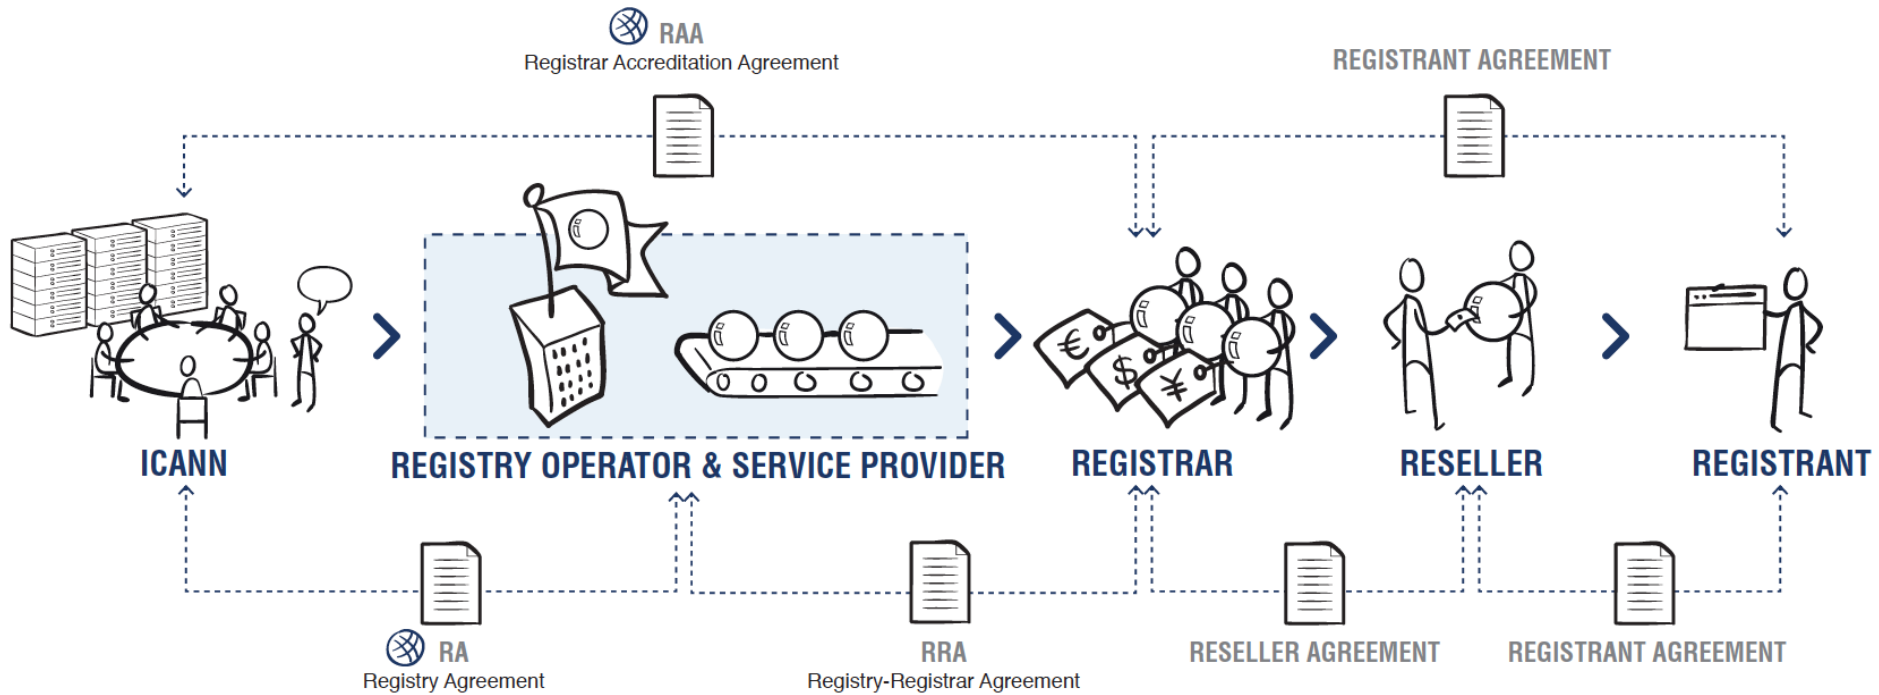 RAA
Registrar Accreditation Agreement
REGISTRANT AGREEMENT
€
$
¥
ICANN
REGISTRY OPERATOR & SERVICE PROVIDER
REGISTRAR
RESELLER
REGISTRANT
RA
Registry Agreement
RRA
Registry-Registrar Agreement
RESELLER AGREEMENT
REGISTRANT AGREEMENT